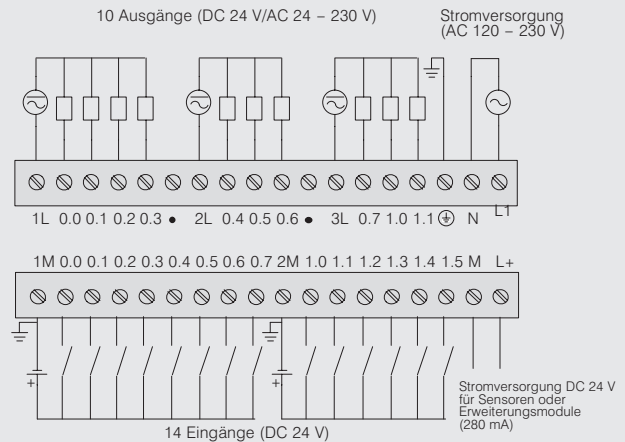 10 Ausgänge (DC 24 V/AC 24 – 230 V)
Stromversorgung
(AC 120 – 230 V)
1L 0.0 0.1 0.2 0.3 • 2L 0.4 0.5 0.6 • 3L 0.7 1.0 1.1 N L1
1M 0.0 0.1 0.2 0.3 0.4 0.5 0.6 0.7 2M 1.0 1.1 1.2 1.3 1.4 1.5 M L+
+
+
Stromversorgung DC 24 V
für Sensoren oder
Erweiterungsmodule
(280 mA)
14 Eingänge (DC 24 V)